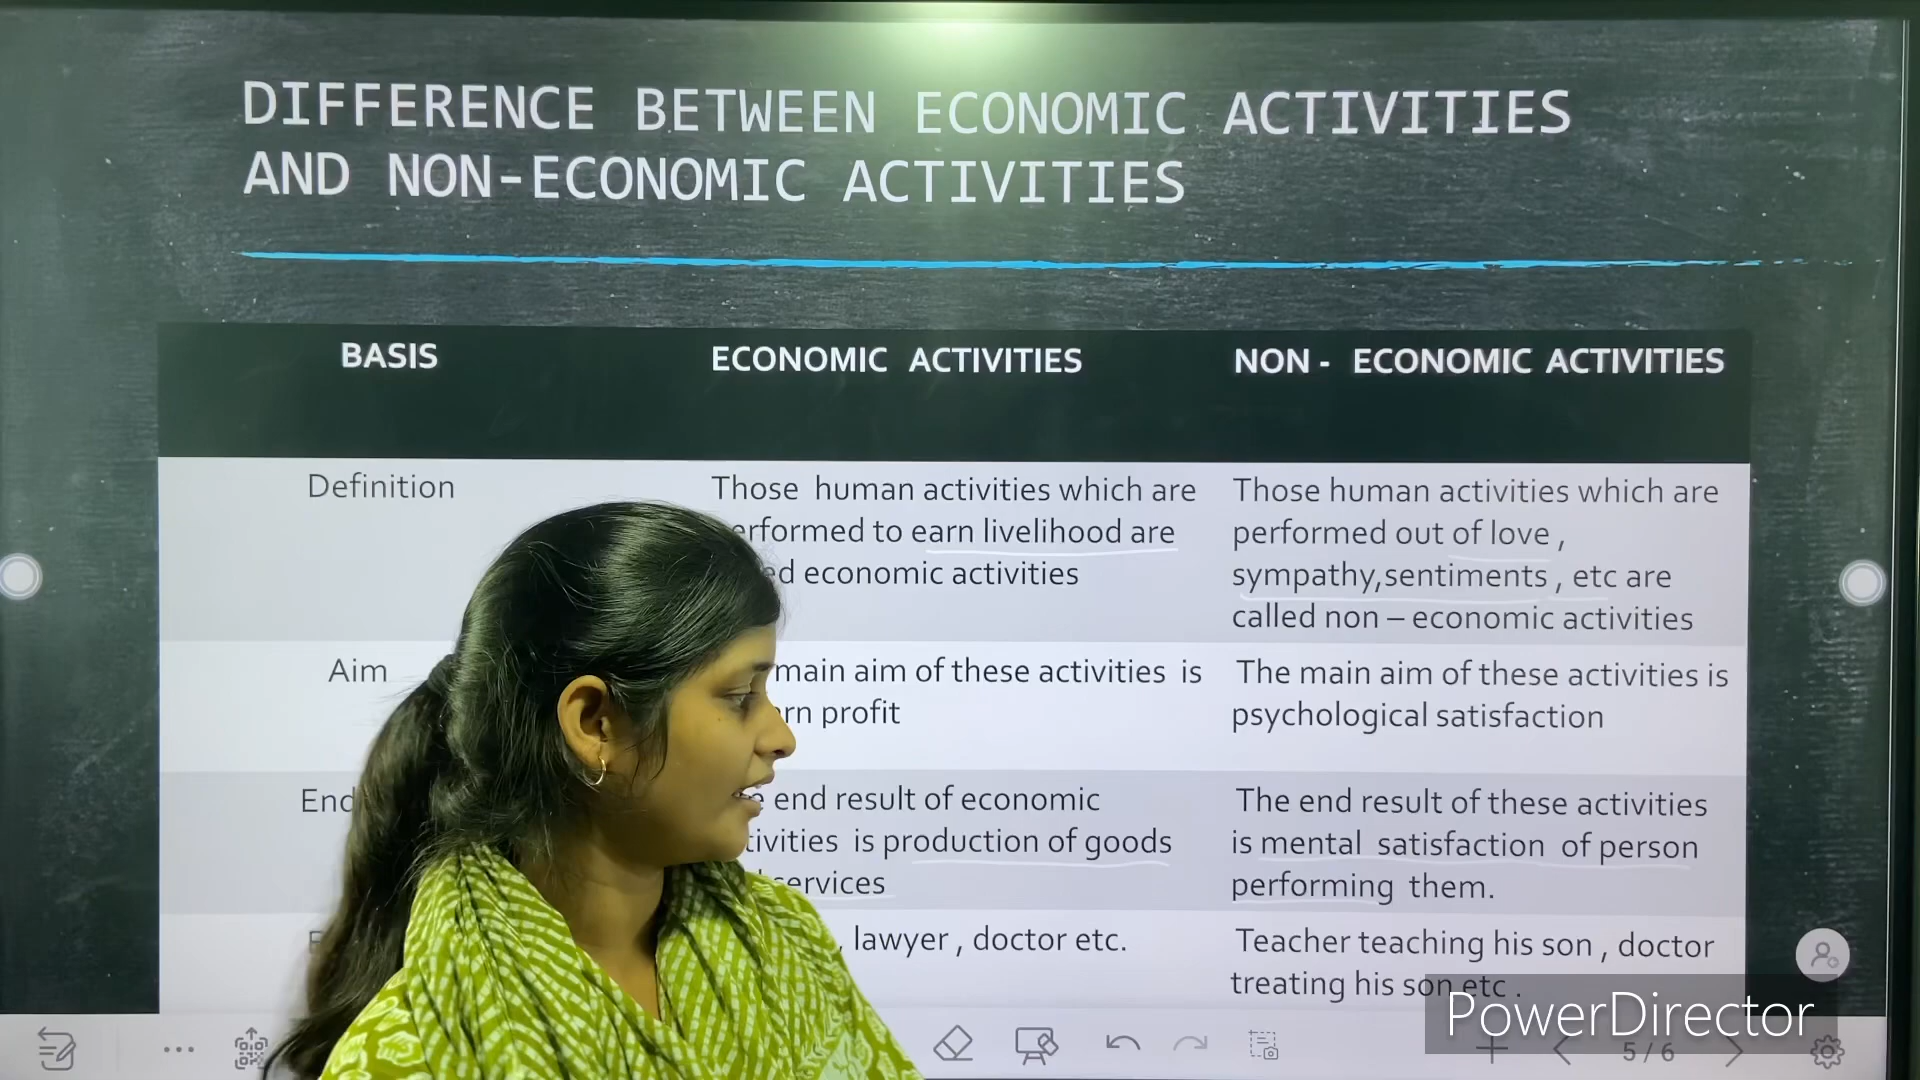 DIFFERENCE BETWEEN ECONOMIC ACTIVITIES
AND NON-ECONOMIC ACTIVITIES
BASIS ECONOMIC ACTIVITIES NON - ECONOMIC ACTIVITIES
Definition
Those human activities which are
to earn livelihood are
economic activities
Those human activities which are
performed out of love ,
sympathy,sentiments , etc are
called non – economic activities
Aim
main aim of these activities is
profit
The main aim of these activities is
psychological satisfaction
End
end result of economic
is production of goods
services
The end result of these activities
is mental satisfaction of person
performing them.
, lawyer , doctor etc.
Teacher teaching his son , doctor
treating his son etc .
PowerDirector
5 / 6